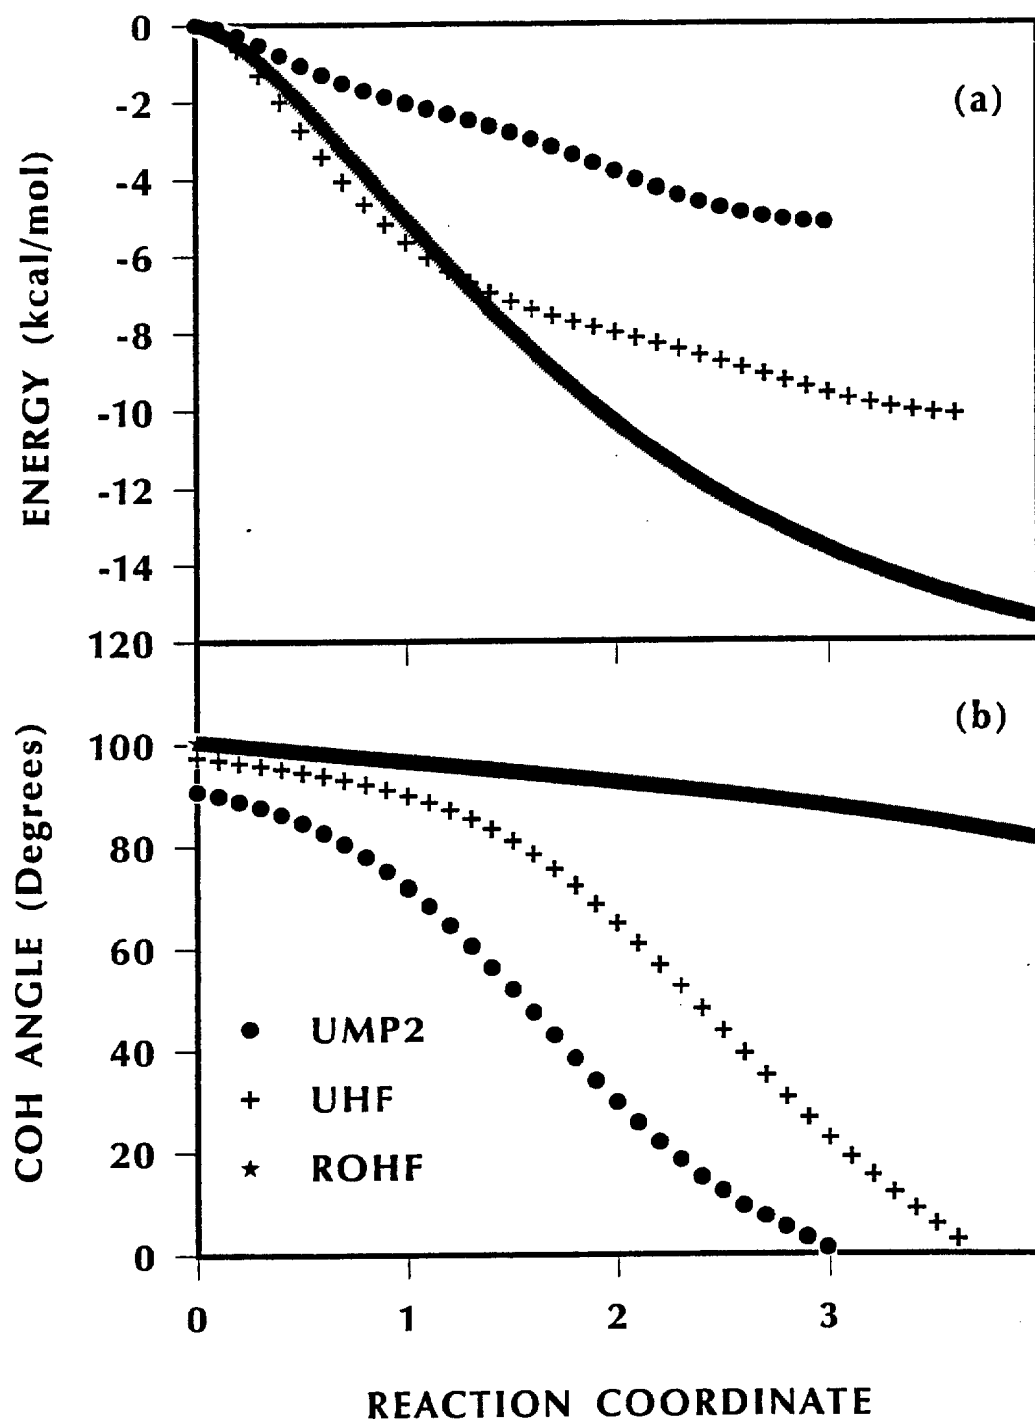 0
(a)
-2
-4
-6
-8
-10
-12
-14
ENERGY (kcal/mol)
120
(b)
100
80
60
40
20
0
COH ANGLE (Degrees)
UMP2
UHF
ROHF
0 1 2 3
REACTION COORDINATE